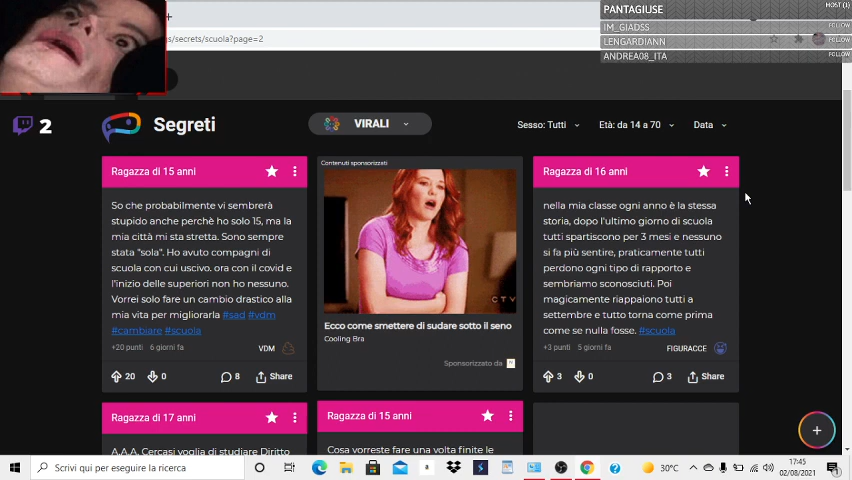 PANTAGIUSE
HOST (1)
IM_GIADSS
FOLLOW
LENGARDIANN
FOLLOW
ANDREA08_ITA
FOLLOW
s/secrets/scuola?page=2
2
Segreti
VIRALI
Sesso: Tutti
Età: da 14 a 70
Data
Ragazza di 15 anni
So che probabilmente vi sembrerà
stupido anche perchè ho solo 15, ma la
mia città mi sta stretta. Sono sempre
stata "sola". Ho avuto compagni di
scuola con cui uscivo, ora con il covid e
l'inizio delle superiori non ho nessuno.
Vorrei solo fare un cambio drastico alla
mia vita per migliorarla #sad #vdm
#cambiare #scuola
+20 punti 6 giorni fa
VDM
20
0
8
Share
Contenuti sponsorizzati
CTV
Ecco come smettere di sudare sotto il seno
Cooling Bra
Sponsorizzato da
Ragazza di 16 anni
nella mia classe ogni anno è la stessa
storia, dopo l'ultimo giorno di scuola
tutti spartiscono per 3 mesi e nessuno
si fa più sentire, praticamente tutti
perdono ogni tipo di rapporto e
sembriamo sconosciuti. Poi
magicamente riappaiono tutti a
settembre e tutto torna come prima
come se nulla fosse. #scuola
+3 punti 5 giorni fa
FIGURACCE
3
0
3
Share
Ragazza di 17 anni
A.A.A. Cercasi voglia di studiare Diritto
Ragazza di 15 anni
Cosa vorreste fare una volta finite le
Scrivi qui per eseguire la ricerca
30°C
17:45
02/08/2021